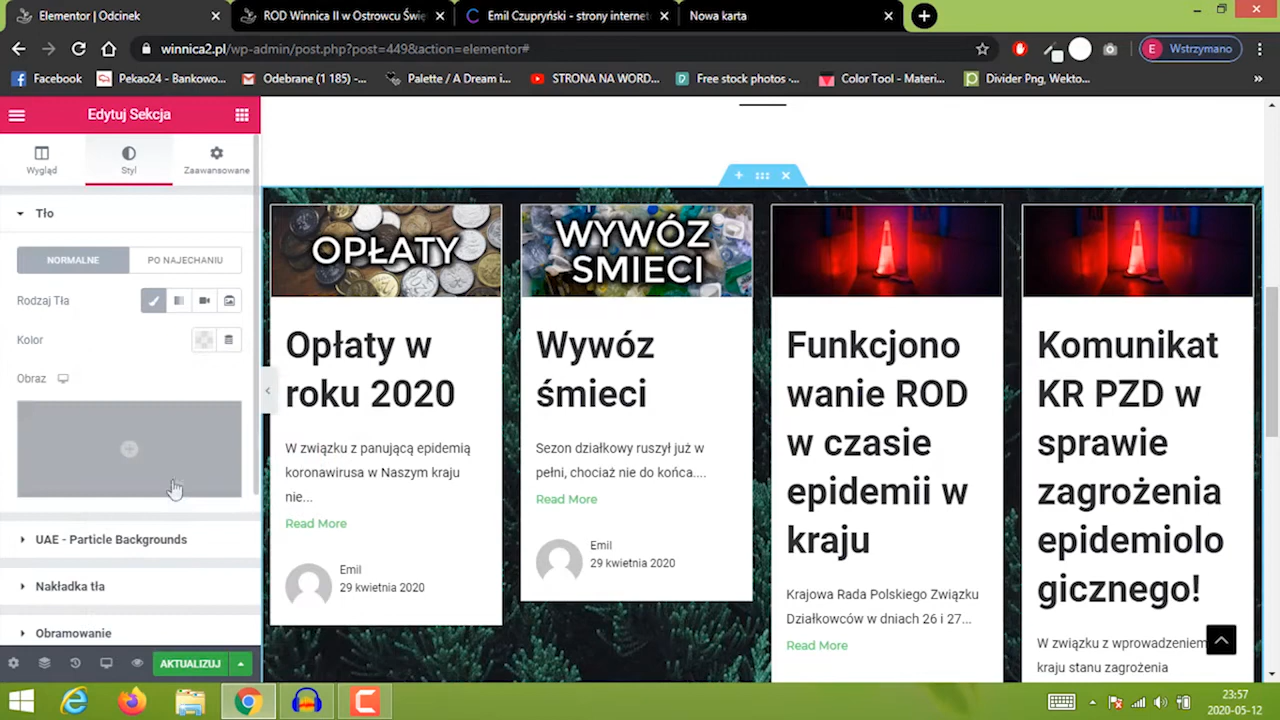 Elementor | Odcinek
ROD Winnica II w Ostrowcu Świę
Emil Czupryński - strony internet
Nowa karta
winnica2.pl/wp-admin/post.php?post=449&action=elementor#
E Wstrzymano
Facebook
Pekao24 - Bankowo...
Odebrane (1 185) -...
Palette / A Dream i...
STRONA NA WORD...
Free stock photos -...
Color Tool - Materi...
Divider Png, Wekto...
Edytuj Sekcja
Wygląd
Styl
Zaawansowane
Tło
NORMALNE
PO NAJECHANIU
Rodzaj Tła
Kolor
Obraz
UAE - Particle Backgrounds
Nakładka tła
Obramowanie
AKTUALIZUJ
OPŁATY
Opłaty w
roku 2020
W związku z panującą epidemią
koronawirusa w Naszym kraju
nie...
Read More
Emil
29 kwietnia 2020
WYWÓZ
ŚMIECI
Wywóz
śmieci
Sezon działkowy ruszył już w
pełni, chociaż nie do końca....
Read More
Emil
29 kwietnia 2020
Funkcjono
wanie ROD
w czasie
epidemii w
kraju
Krajowa Rada Polskiego Związku
Działkowców w dniach 26 i 27...
Read More
Komunikat
KR PZD w
sprawie
zagrożenia
epidemiolo
gicznego!
W związku z wprowadzeniem
kraju stanu zagrożenia
23:57
2020-05-12